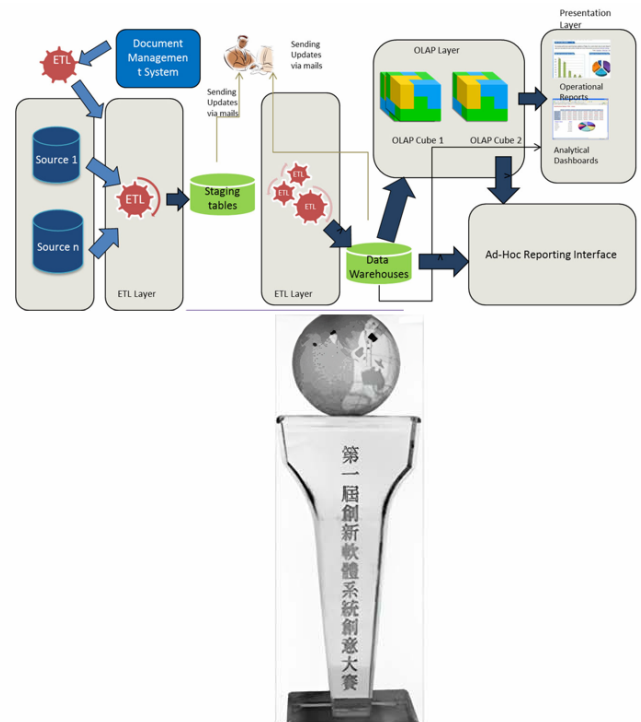 Presentation
Layer
Operational
Reports
Analytical
Dashboards
ETL
Document
Managemen
t System
Sending
Updates
via mails
Sending
Updates
via mails
OLAP Layer
OLAP Cube 1
OLAP Cube 2
Source 1
Source n
ETL
ETL Layer
Staging
tables
ETL
ETL
ETL
ETL Layer
Data
Warehouses
Ad-Hoc Reporting Interface
第一屆創新軟體系統創意大賽